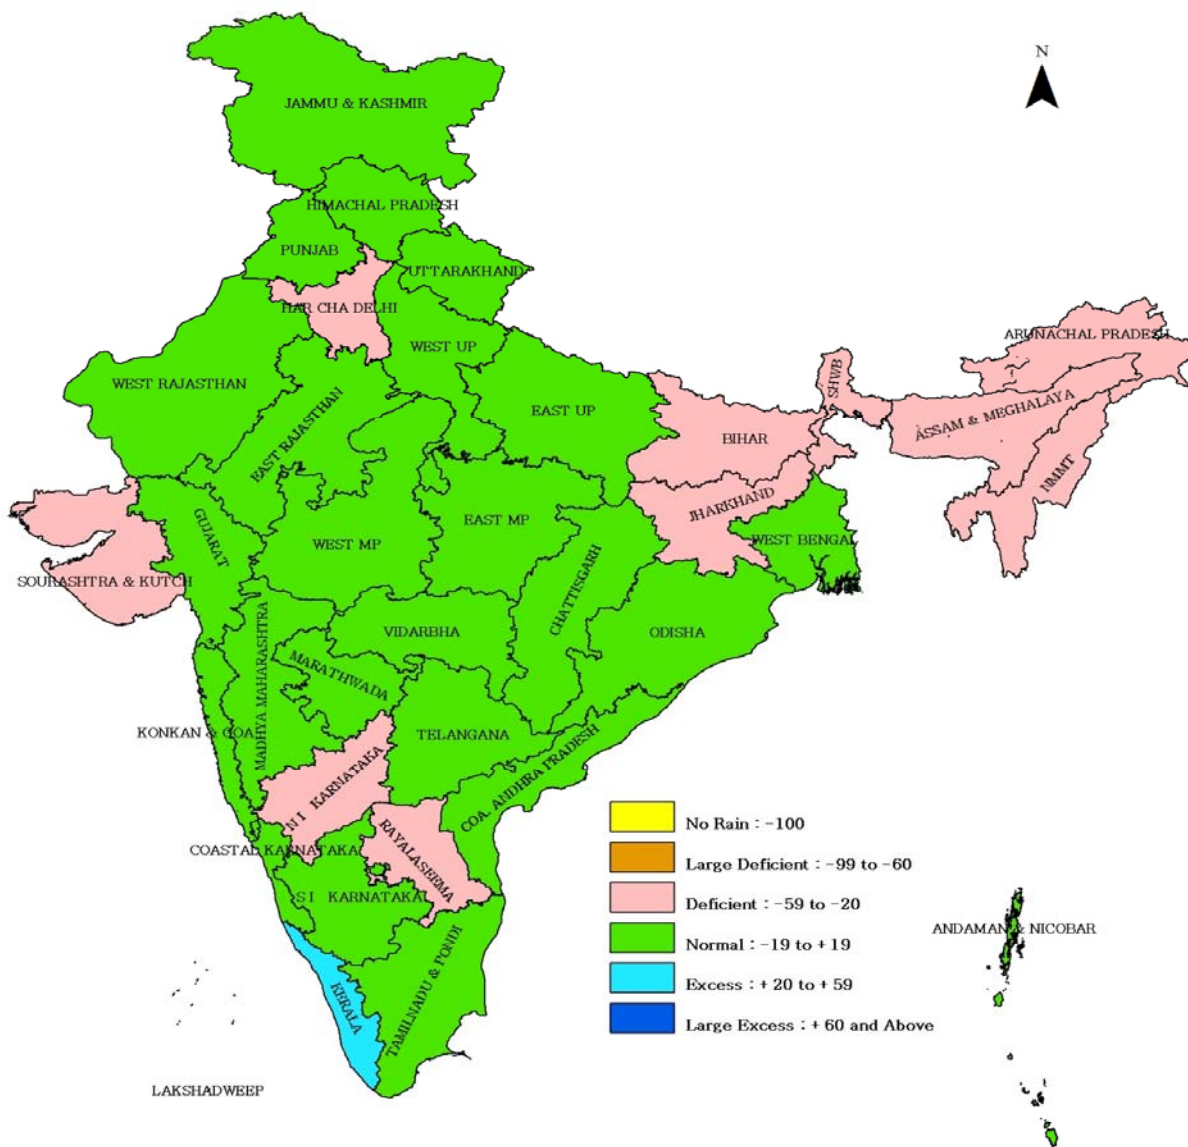 N
JAMMU & KASHMIR
HIMACHAL PRADESH
PUNJAB
UTTARAKHAND
HAR CHA DELHI
ARUNACHAL PRADESH
WEST UP
WEST RAJASTHAN
SHWB
EAST RAJASTHAN
EAST UP
ASSAM & MEGHALAYA
BIHAR
NMMT
JHARKHAND
EAST MP
GUJARAT
WEST MP
WEST BENGAL
SOURASHTRA & KUTCH
CHATTISGARH
VIDARBHA
ODISHA
MADHYA MAHARASHTRA
MARATHWADA
KONKAN & GOA
TELANGANA
COA. ANDHRA PRADESH
N I KARNATAKA
No Rain : -100
RAYALASEEMA
COASTAL KARNATAKA
Large Deficient : -99 to -60
S I KARNATAKA
Deficient : -59 to -20
ANDAMAN & NICOBAR
Normal : -19 to +19
KERALA
TAMILNADU & PONDI
Excess : +20 to +59
Large Excess : +60 and Above
LAKSHADWEEP